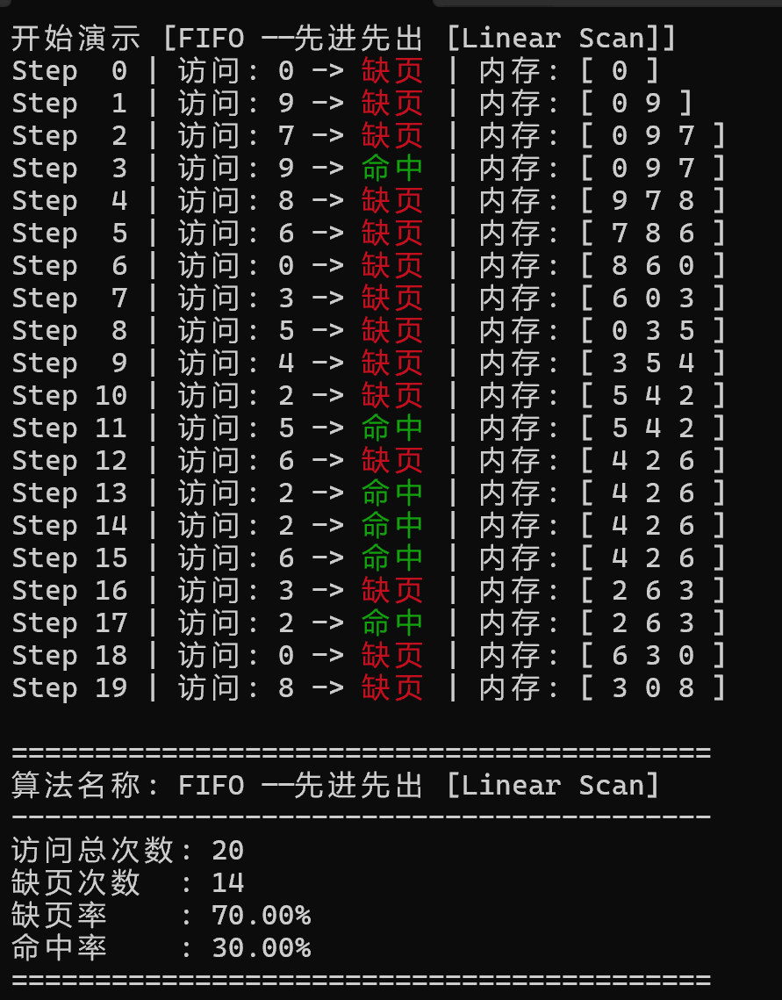 开始演示 [FIFO ——先进先出 [Linear Scan]]
Step  0 | 访问: 0 -> 缺页 | 内存: [ 0 ]
Step  1 | 访问: 9 -> 缺页 | 内存: [ 0 9 ]
Step  2 | 访问: 7 -> 缺页 | 内存: [ 0 9 7 ]
Step  3 | 访问: 9 -> 命中 | 内存: [ 0 9 7 ]
Step  4 | 访问: 8 -> 缺页 | 内存: [ 9 7 8 ]
Step  5 | 访问: 6 -> 缺页 | 内存: [ 7 8 6 ]
Step  6 | 访问: 0 -> 缺页 | 内存: [ 8 6 0 ]
Step  7 | 访问: 3 -> 缺页 | 内存: [ 6 0 3 ]
Step  8 | 访问: 5 -> 缺页 | 内存: [ 0 3 5 ]
Step  9 | 访问: 4 -> 缺页 | 内存: [ 3 5 4 ]
Step 10 | 访问: 2 -> 缺页 | 内存: [ 5 4 2 ]
Step 11 | 访问: 5 -> 命中 | 内存: [ 5 4 2 ]
Step 12 | 访问: 6 -> 缺页 | 内存: [ 4 2 6 ]
Step 13 | 访问: 2 -> 命中 | 内存: [ 4 2 6 ]
Step 14 | 访问: 2 -> 命中 | 内存: [ 4 2 6 ]
Step 15 | 访问: 6 -> 命中 | 内存: [ 4 2 6 ]
Step 16 | 访问: 3 -> 缺页 | 内存: [ 2 6 3 ]
Step 17 | 访问: 2 -> 命中 | 内存: [ 2 6 3 ]
Step 18 | 访问: 0 -> 缺页 | 内存: [ 6 3 0 ]
Step 19 | 访问: 8 -> 缺页 | 内存: [ 3 0 8 ]
==========================================
算法名称: FIFO ——先进先出 [Linear Scan]
------------------------------------------
访问总次数: 20
缺页次数  : 14
缺页率    : 70.00%
命中率    : 30.00%
==========================================